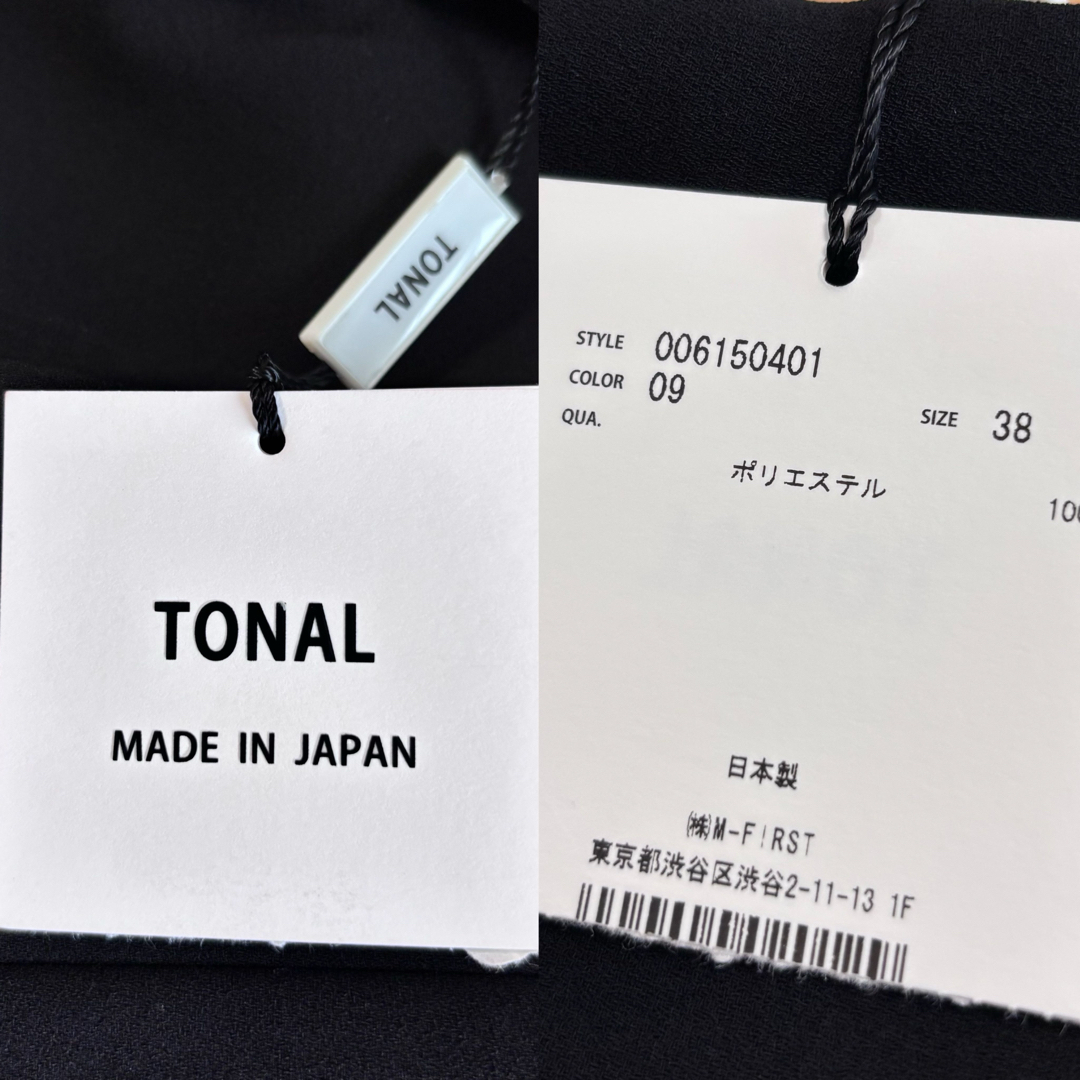 TONAL
TONAL
MADE IN JAPAN
STYLE 006150401
COLOR 09
QUA. SIZE 38
ポリエステル
日本製
㈱M-FIRST
東京都渋谷区渋谷2-11-13 1F